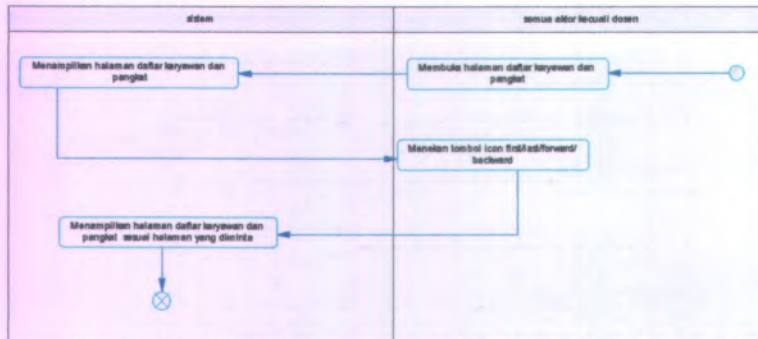 sistem
semua aktor kecuali dosen
Menampilkan halaman daftar karyawan dan
pangkat
Membuka halaman daftar karyawan dan
pangkat
Menekan tombol icon first/last/forward/
backward
Menampilkan halaman daftar karyawan dan
pangkat sesuai halaman yang diminta